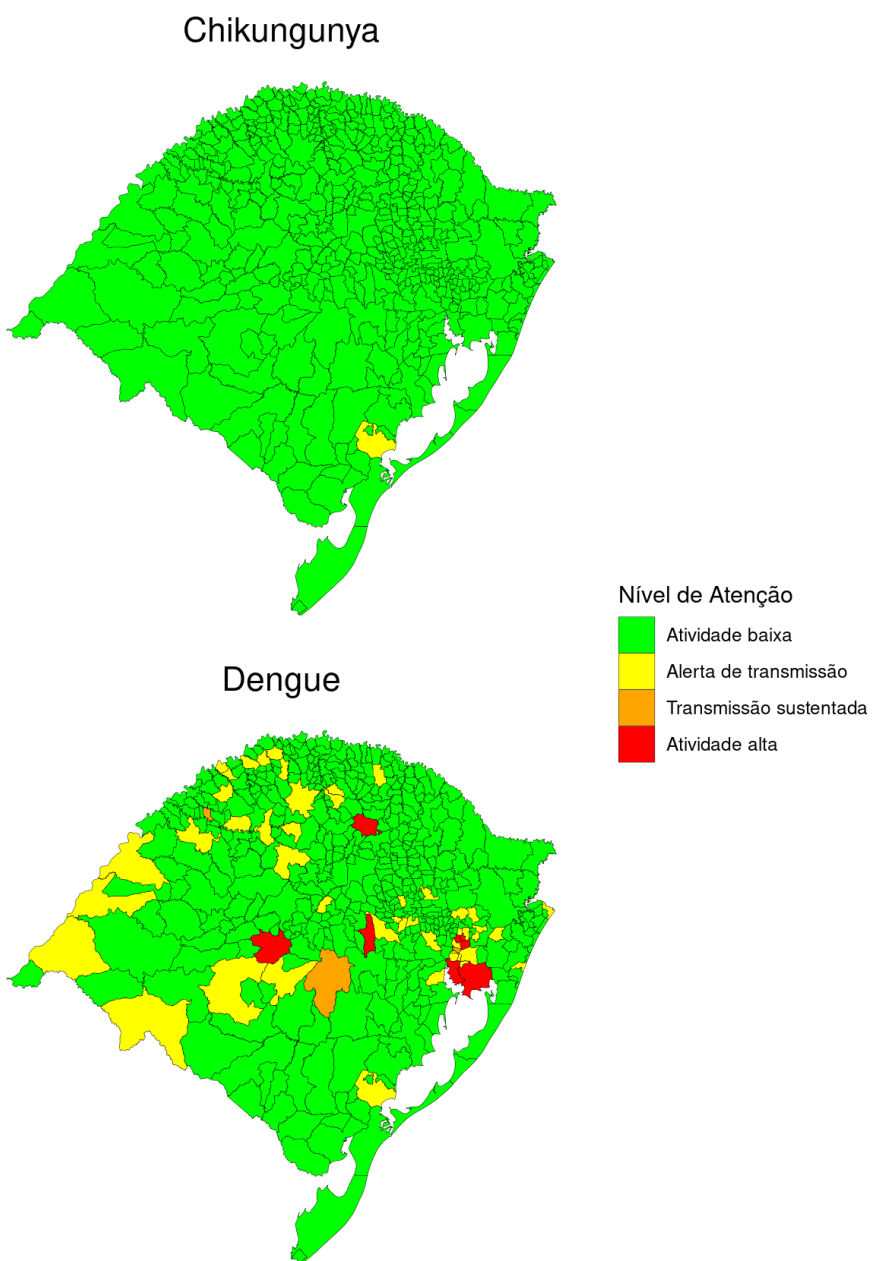 Chikungunya
Nível de Atenção
Atividade baixa
Alerta de transmissão
Transmissão sustentada
Atividade alta
Dengue